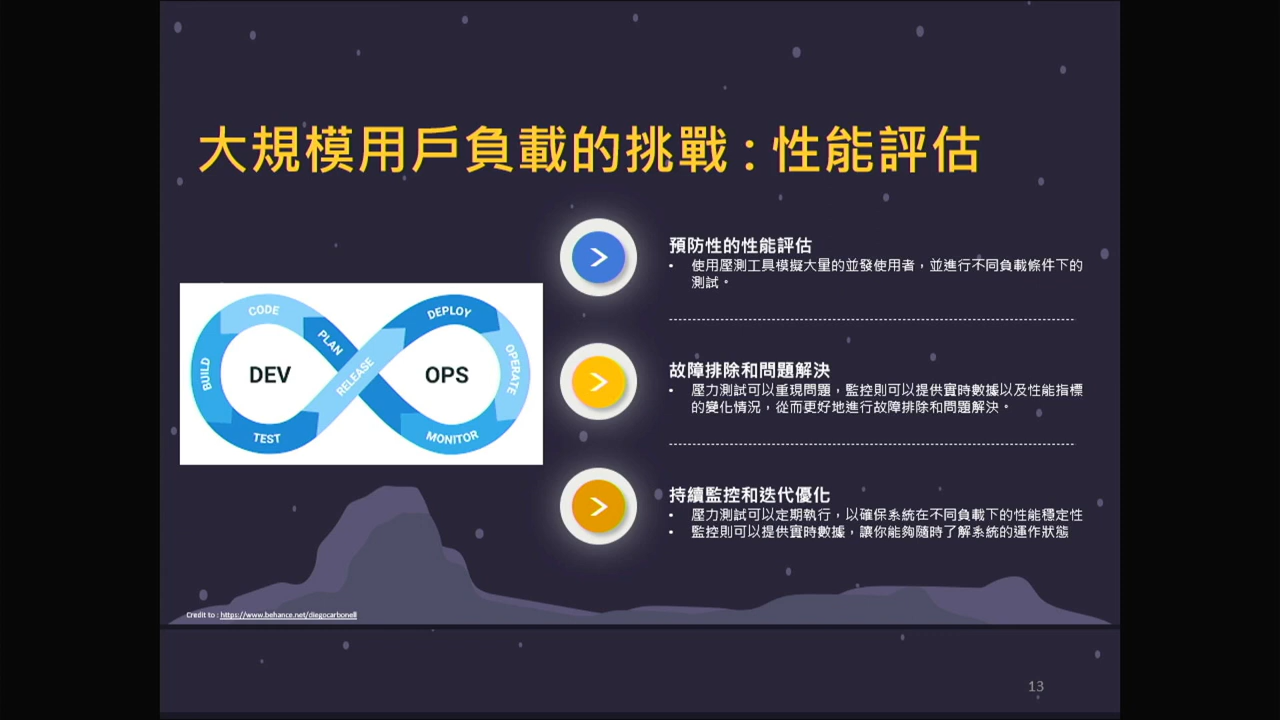 大規模用戶負載的挑戰 : 性能評估
CODE
PLAN
BUILD
DEV
TEST
RELEASE
DEPLOY
OPS
OPERATE
MONITOR
預防性的性能評估
• 使用壓測工具模擬大量的並發使用者，並進行不同負載條件下的
測試。
故障排除和問題解決
• 壓力測試可以重現問題，監控則可以提供實時數據以及性能指標
的變化情況，從而更好地進行故障排除和問題解決。
持續監控和迭代優化
• 壓力測試可以定期執行，以確保系統在不同負載下的性能穩定性
• 監控則可以提供實時數據，讓你能夠隨時了解系統的運作狀態
Credit to : https://www.behance.net/diegocarbonell
13